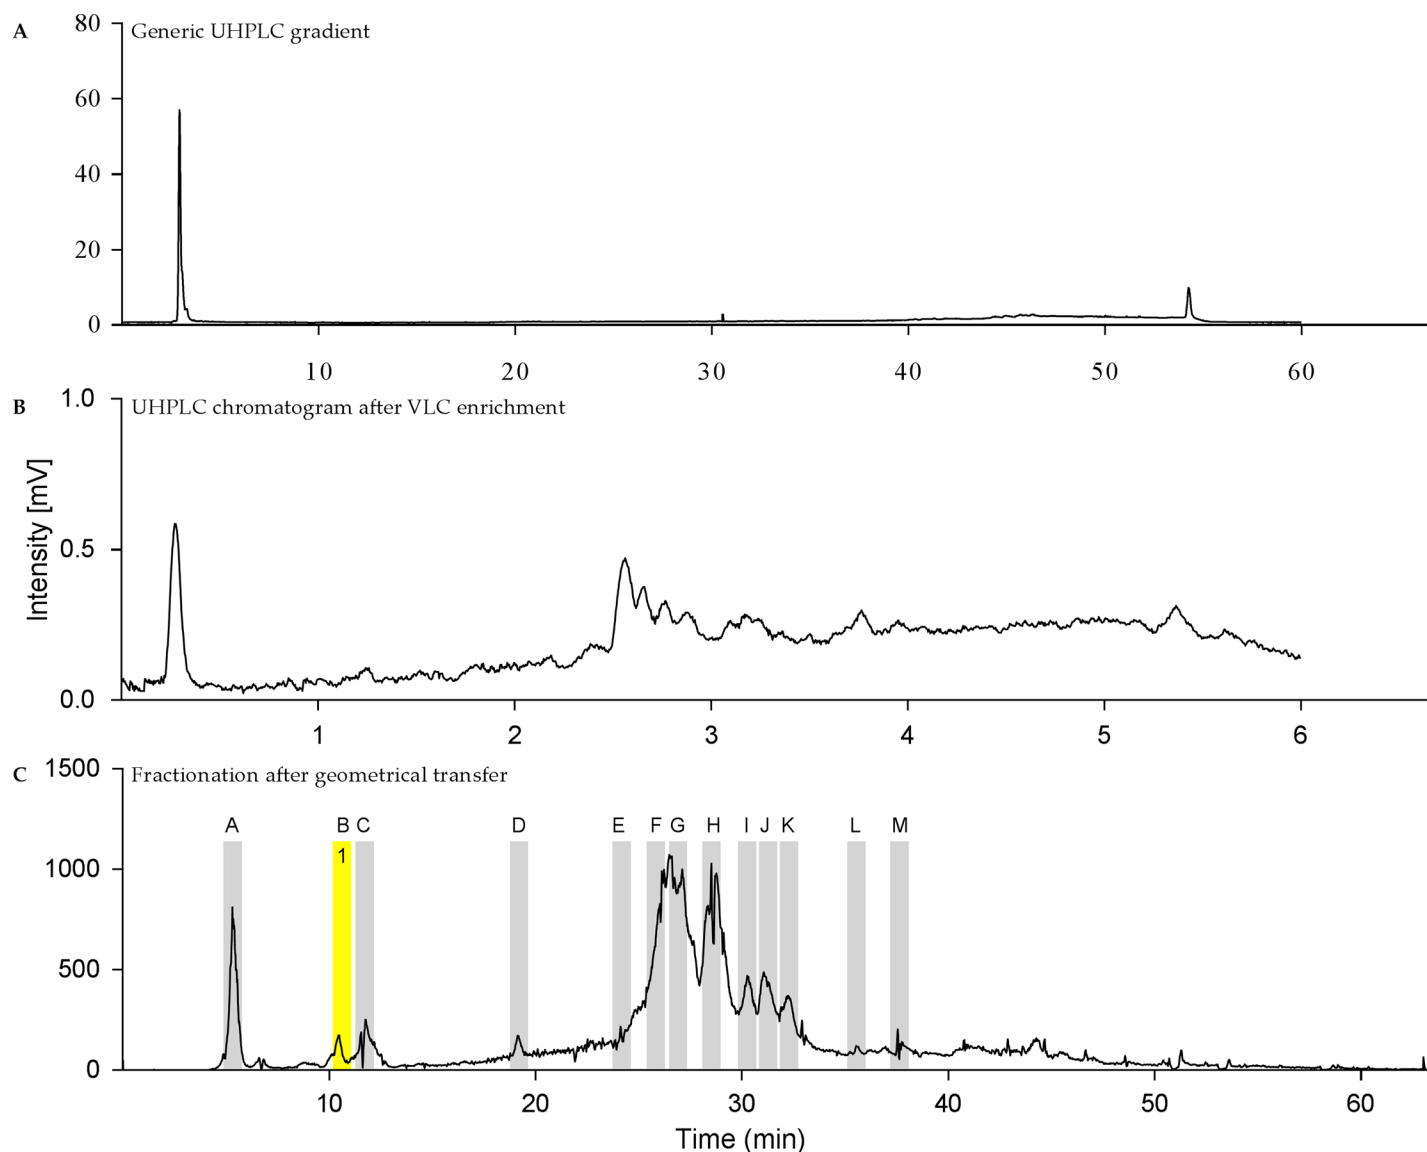 A 80 Generic UHPLC gradient
60
40
20
0
10 20 30 40 50 60
B 1.0 UHPLC chromatogram after VLC enrichment
Intensity [mV]
0.5
0.0
1 2 3 4 5 6
C 1500 Fractionation after geometrical transfer
A B C D E F G H I J K L M
1
1000
500
0
10 20 30 40 50 60
Time (min)